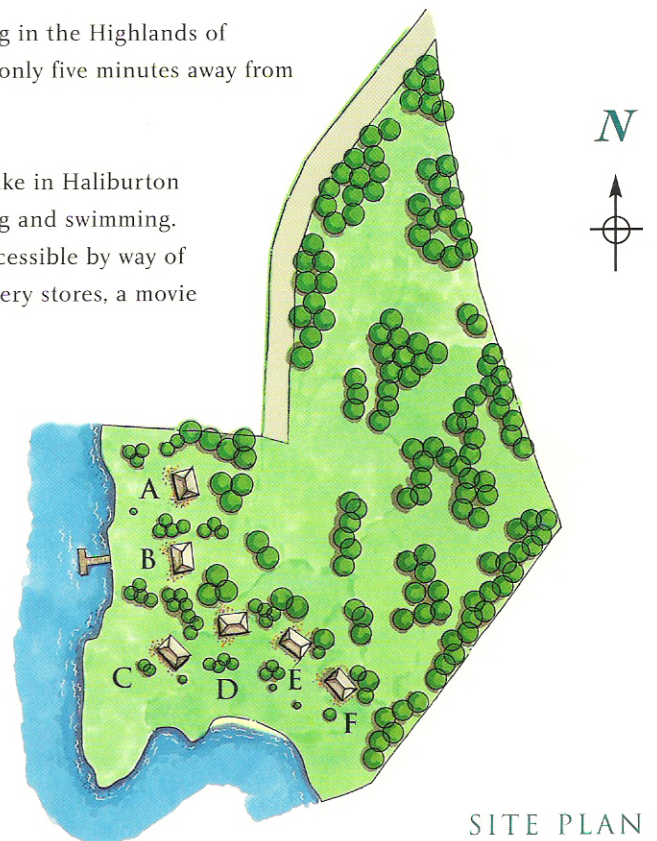 g in the Highlands of
only five minutes away from
ke in Haliburton
g and swimming.
cessible by way of
ery stores, a movie
N
A
B
C
D
E
F
SITE PLAN